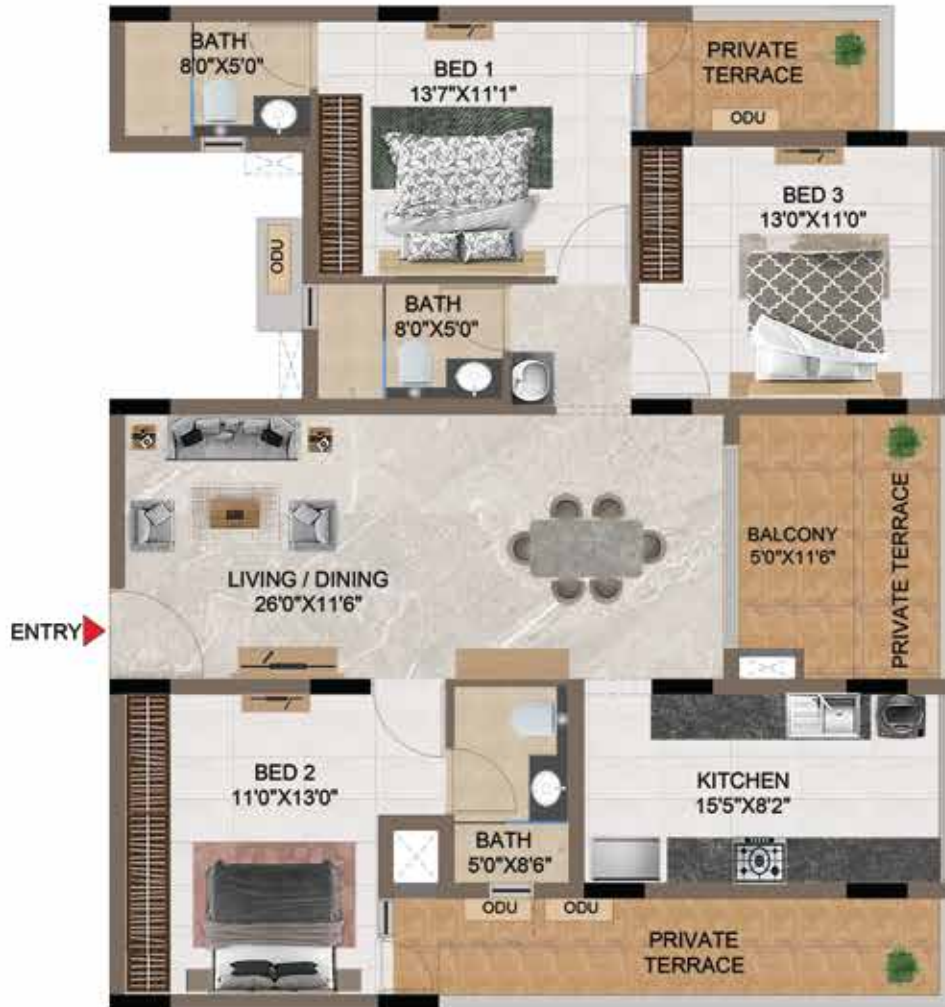 BATH
8'0"X5'0"
BED 1
13'7"X11'1"
PRIVATE
TERRACE
ODU
BED 3
13'0"X11'0"
ODU
BATH
8'0"X5'0"
LIVING / DINING
26'0"X11'6"
BALCONY
5'0"X11'6"
PRIVATE TERRACE
ENTRY
BED 2
11'0"X13'0"
KITCHEN
15'5"X8'2"
BATH
5'0"X8'6"
ODU
ODU
PRIVATE
TERRACE